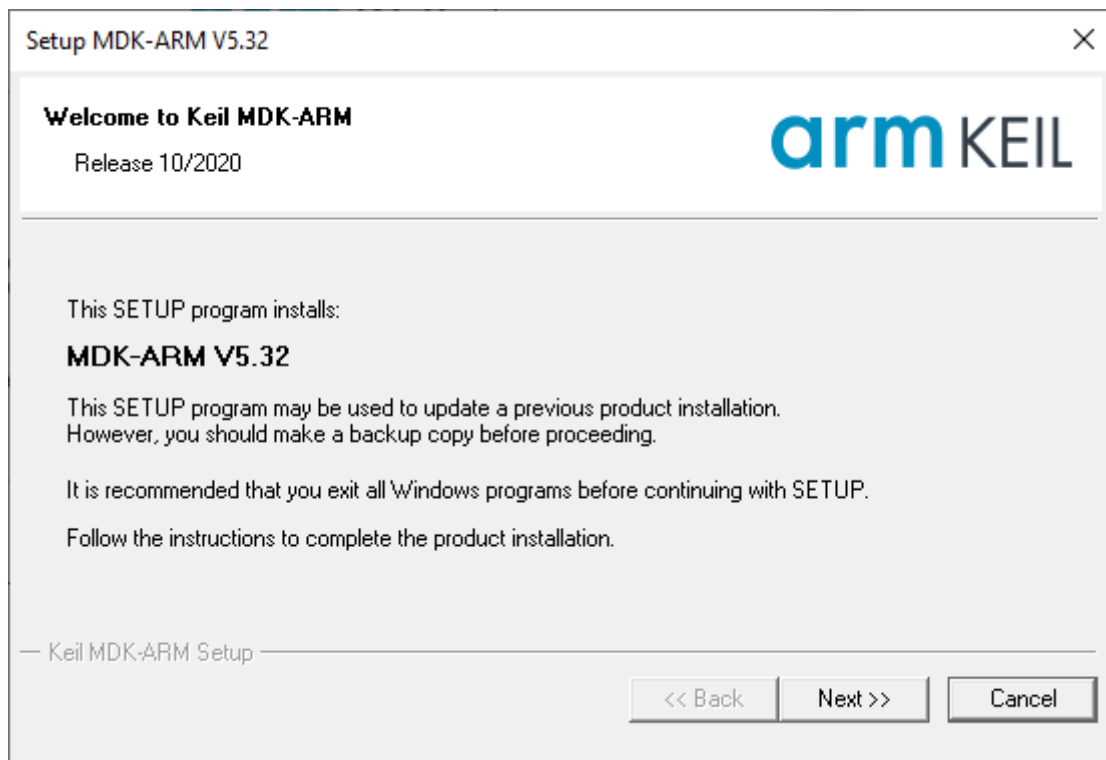 Setup MDK-ARM V5.32
Welcome to Keil MDK-ARM
Release 10/2020
arm KEIL
This SETUP program installs:
MDK-ARM V5.32
This SETUP program may be used to update a previous product installation.
However, you should make a backup copy before proceeding.
It is recommended that you exit all Windows programs before continuing with SETUP.
Follow the instructions to complete the product installation.
Keil MDK-ARM Setup
<< Back
Next >>
Cancel